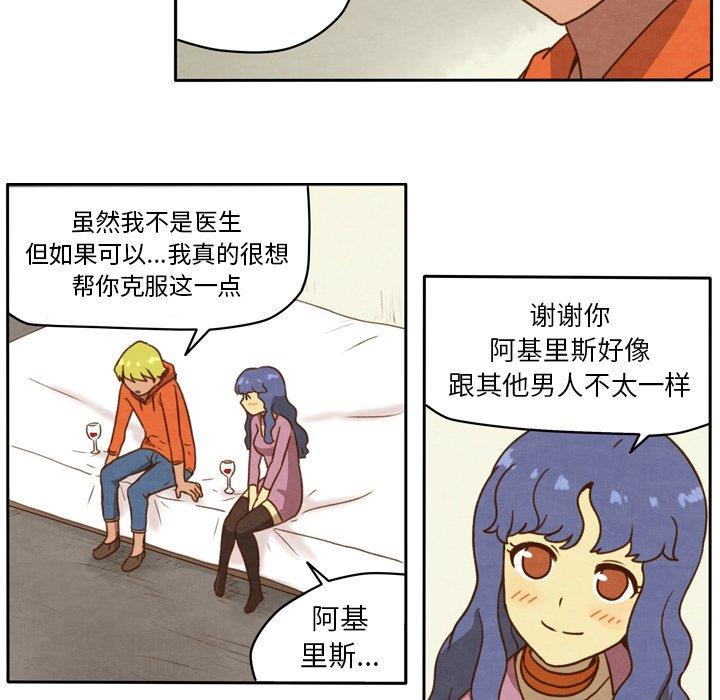 虽然我不是医生
但如果可以...我真的很想
帮你克服这一点
阿基
里斯...
谢谢你
阿基里斯好像
跟其他男人不太一样